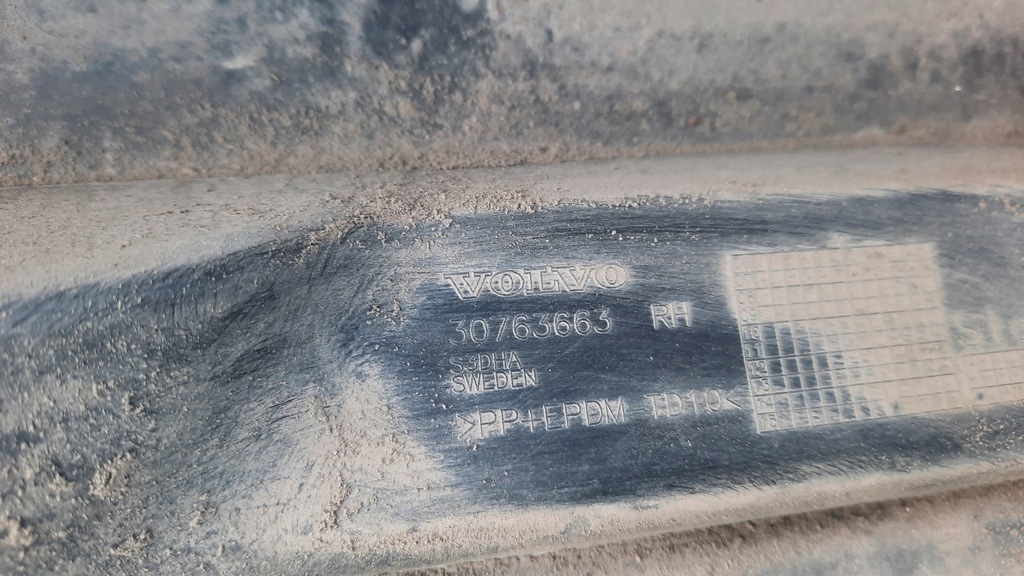 VOLVO
30763663 RH
S3DHA
SWEDEN
>PP+EPDM-TD10<